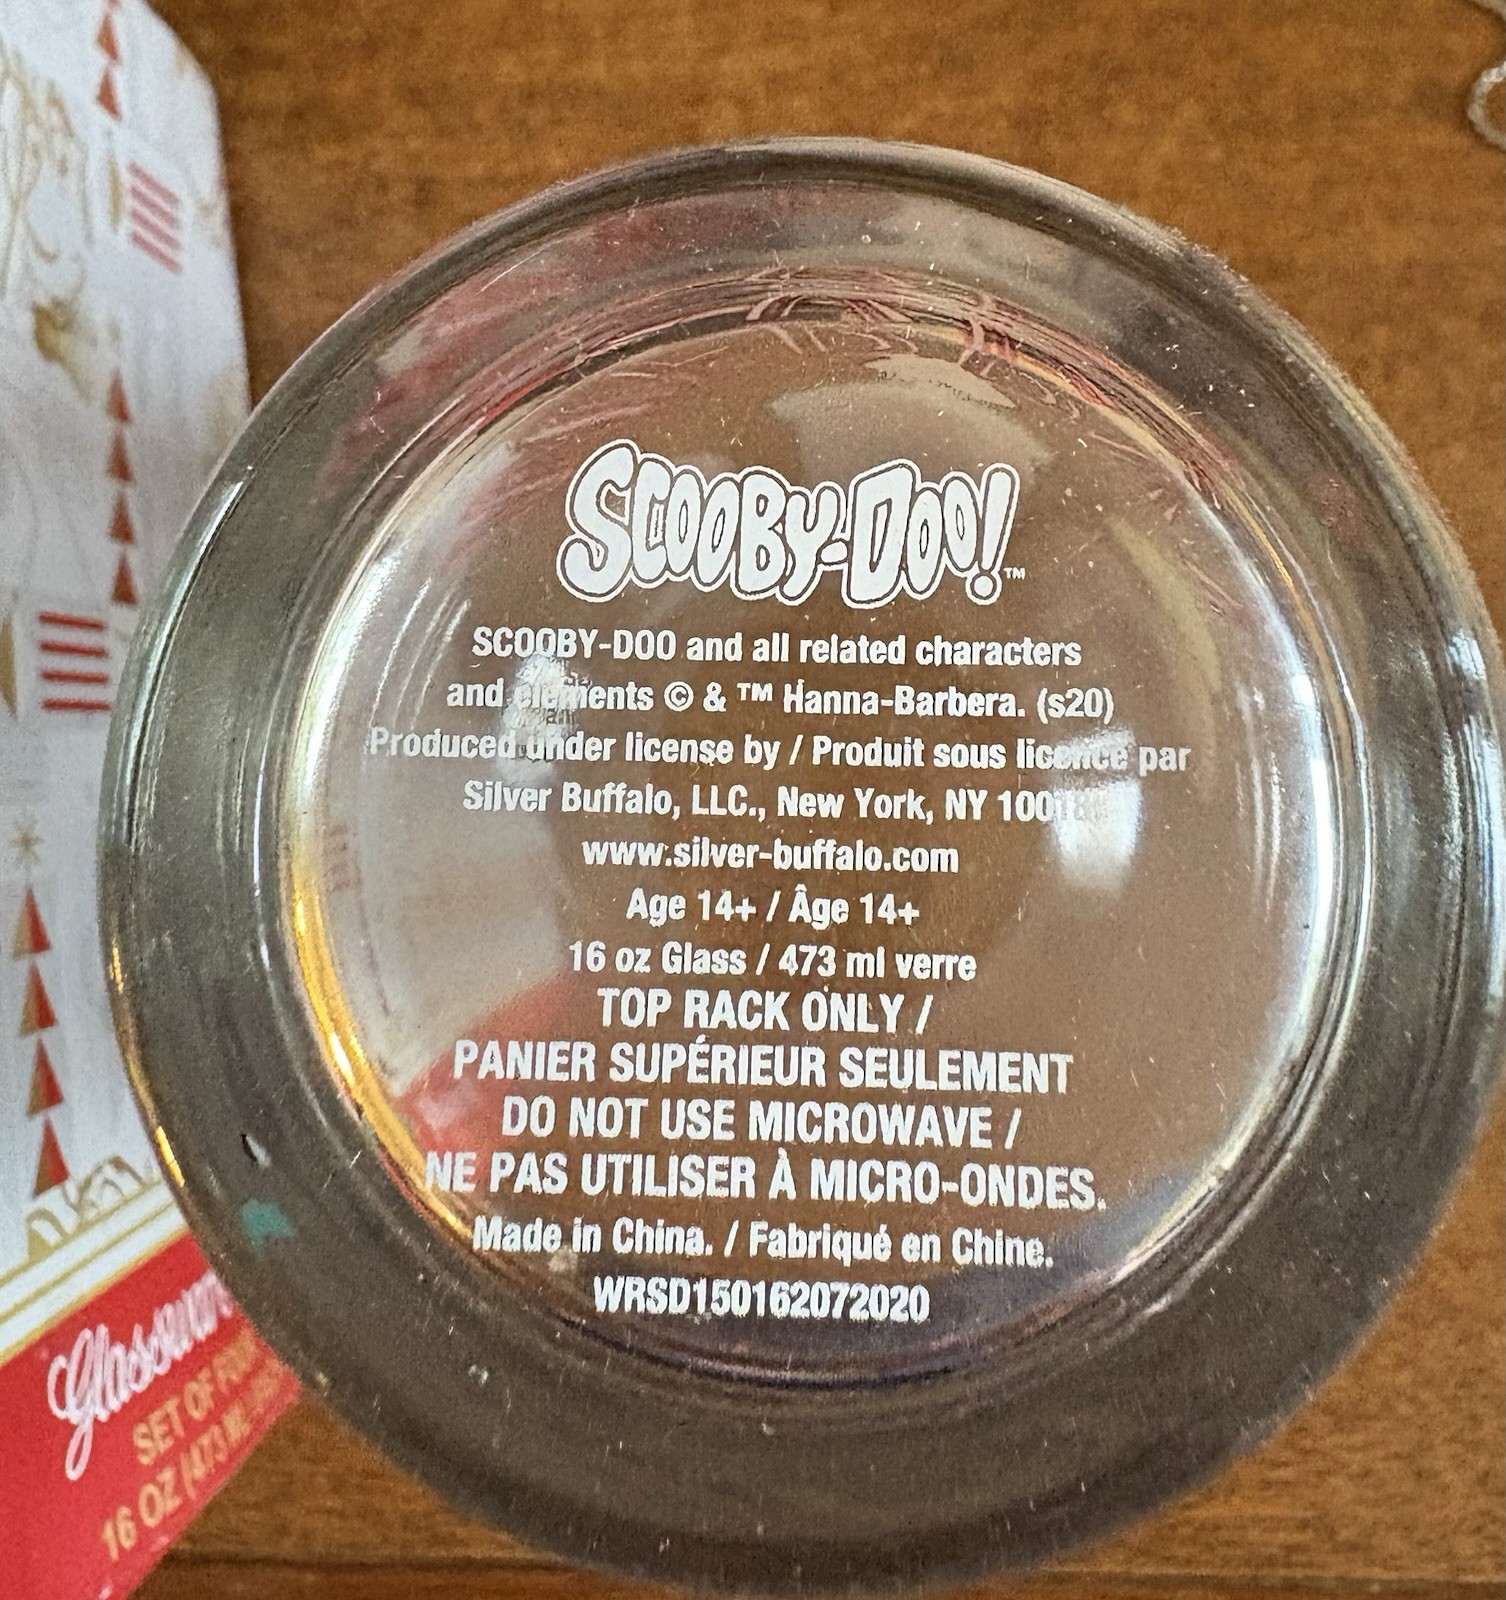 SCOOBY-DOO!™
SCOOBY-DOO and all related characters
and elements © & ™ Hanna-Barbera. (s20)
Produced under license by / Produit sous licence par
Silver Buffalo, LLC., New York, NY
www.silver-buffalo.com
Age 14+ / Âge 14+
16 oz Glass / 473 ml verre
TOP RACK ONLY /
PANIER SUPÉRIEUR SEULEMENT
DO NOT USE MICROWAVE /
NE PAS UTILISER À MICRO-ONDES.
Made in China. / Fabriqué en Chine.
WRSD150162072020
SET OF
16 OZ (473 ML